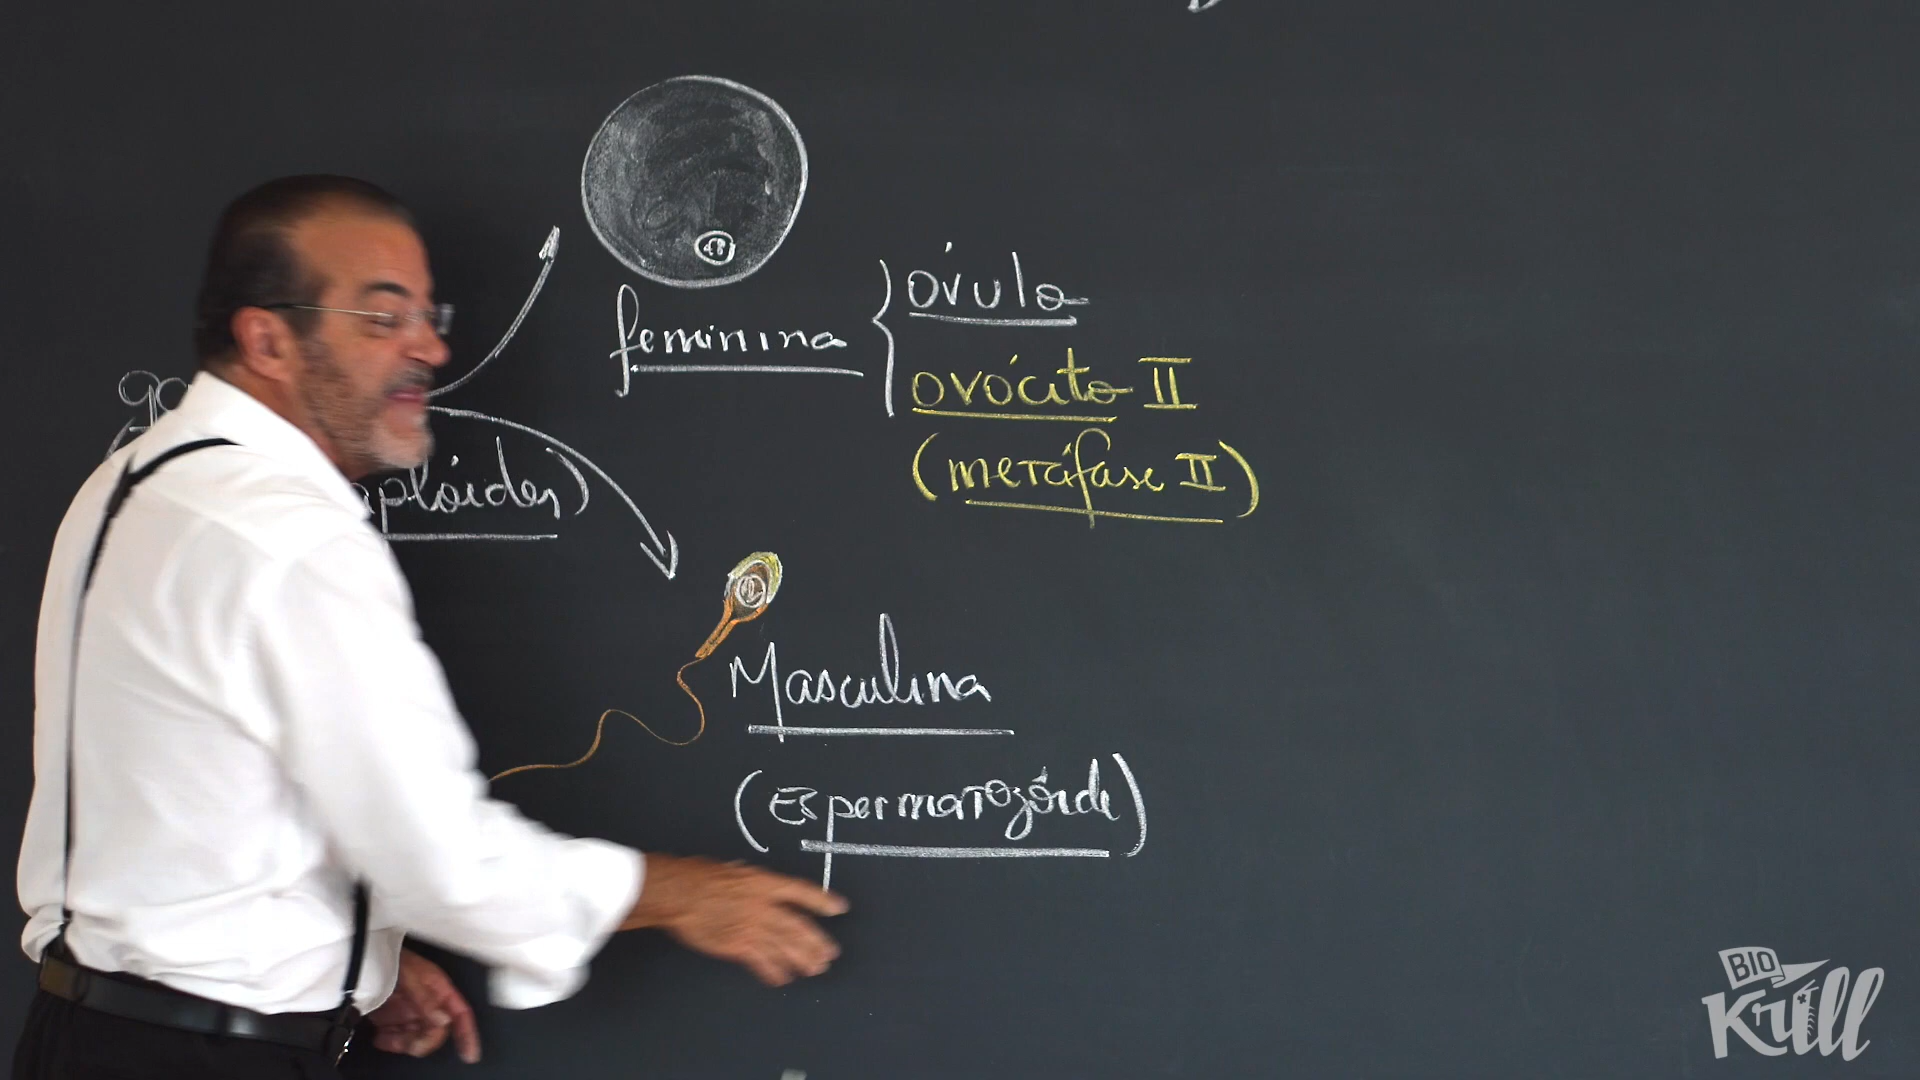 óvulo
feminina
ovócito II
(metáfase II)
Masculina
(Espermatozóide)
BIO
Krill